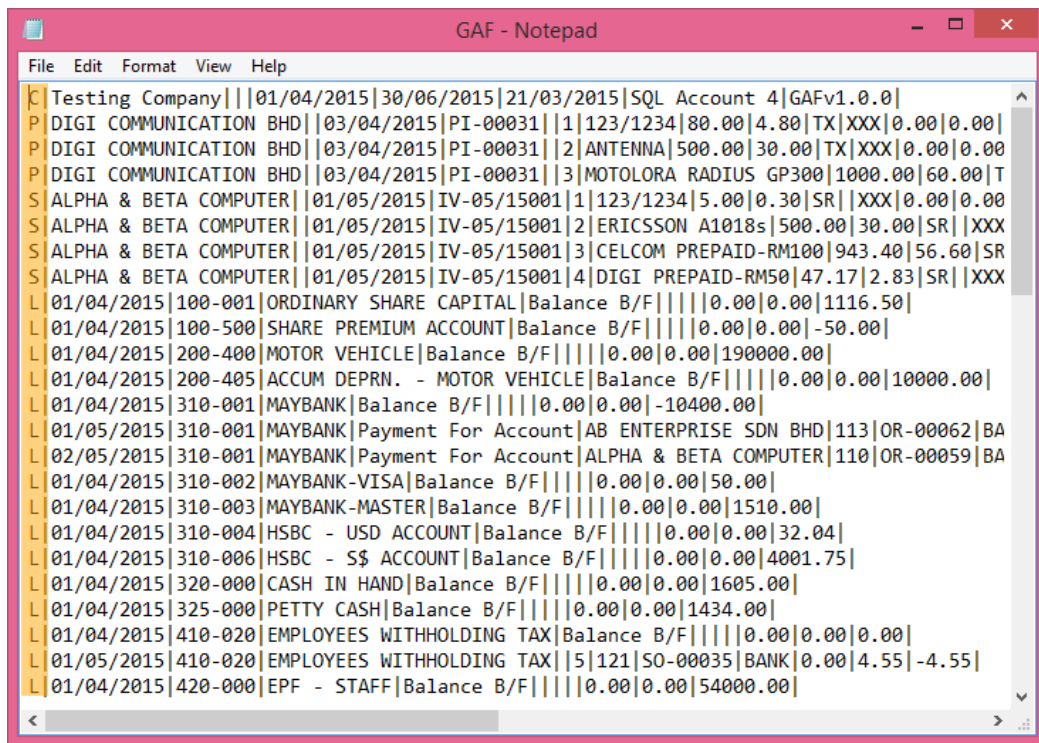 GAF - Notepad
File Edit Format View Help
C|Testing Company|||01/04/2015|30/06/2015|21/03/2015|SQL Account 4|GAFv1.0.0|
P|DIGI COMMUNICATION BHD||03/04/2015|PI-00031||1|123/1234|80.00|4.80|TX|XXX|0.00|0.00|
P|DIGI COMMUNICATION BHD||03/04/2015|PI-00031||2|ANTENNA|500.00|30.00|TX|XXX|0.00|0.00
P|DIGI COMMUNICATION BHD||03/04/2015|PI-00031||3|MOTOLORA RADIUS GP300|1000.00|60.00|T
S|ALPHA & BETA COMPUTER||01/05/2015|IV-05/15001|1|123/1234|5.00|0.30|SR||XXX|0.00|0.00
S|ALPHA & BETA COMPUTER||01/05/2015|IV-05/15001|2|ERICSSON A1018s|500.00|30.00|SR||XXX
S|ALPHA & BETA COMPUTER||01/05/2015|IV-05/15001|3|CELCOM PREPAID-RM100|943.40|56.60|SR
S|ALPHA & BETA COMPUTER||01/05/2015|IV-05/15001|4|DIGI PREPAID-RM50|47.17|2.83|SR||XXX
L|01/04/2015|100-001|ORDINARY SHARE CAPITAL|Balance B/F|||||0.00|0.00|1116.50|
L|01/04/2015|100-500|SHARE PREMIUM ACCOUNT|Balance B/F|||||0.00|0.00|-50.00|
L|01/04/2015|200-400|MOTOR VEHICLE|Balance B/F|||||0.00|0.00|190000.00|
L|01/04/2015|200-405|ACCUM DEPRN. - MOTOR VEHICLE|Balance B/F|||||0.00|0.00|10000.00|
L|01/04/2015|310-001|MAYBANK|Balance B/F|||||0.00|0.00|-10400.00|
L|01/05/2015|310-001|MAYBANK|Payment For Account|AB ENTERPRISE SDN BHD|113|OR-00062|BA
L|02/05/2015|310-001|MAYBANK|Payment For Account|ALPHA & BETA COMPUTER|110|OR-00059|BA
L|01/04/2015|310-002|MAYBANK-VISA|Balance B/F|||||0.00|0.00|50.00|
L|01/04/2015|310-003|MAYBANK-MASTER|Balance B/F|||||0.00|0.00|1510.00|
L|01/04/2015|310-004|HSBC - USD ACCOUNT|Balance B/F|||||0.00|0.00|32.04|
L|01/04/2015|310-006|HSBC - S$ ACCOUNT|Balance B/F|||||0.00|0.00|4001.75|
L|01/04/2015|320-000|CASH IN HAND|Balance B/F|||||0.00|0.00|1605.00|
L|01/04/2015|325-000|PETTY CASH|Balance B/F|||||0.00|0.00|1434.00|
L|01/04/2015|410-020|EMPLOYEES WITHHOLDING TAX|Balance B/F|||||0.00|0.00|0.00|
L|01/05/2015|410-020|EMPLOYEES WITHHOLDING TAX||5|121|SO-00035|BANK|0.00|4.55|-4.55|
L|01/04/2015|420-000|EPF - STAFF|Balance B/F|||||0.00|0.00|54000.00|